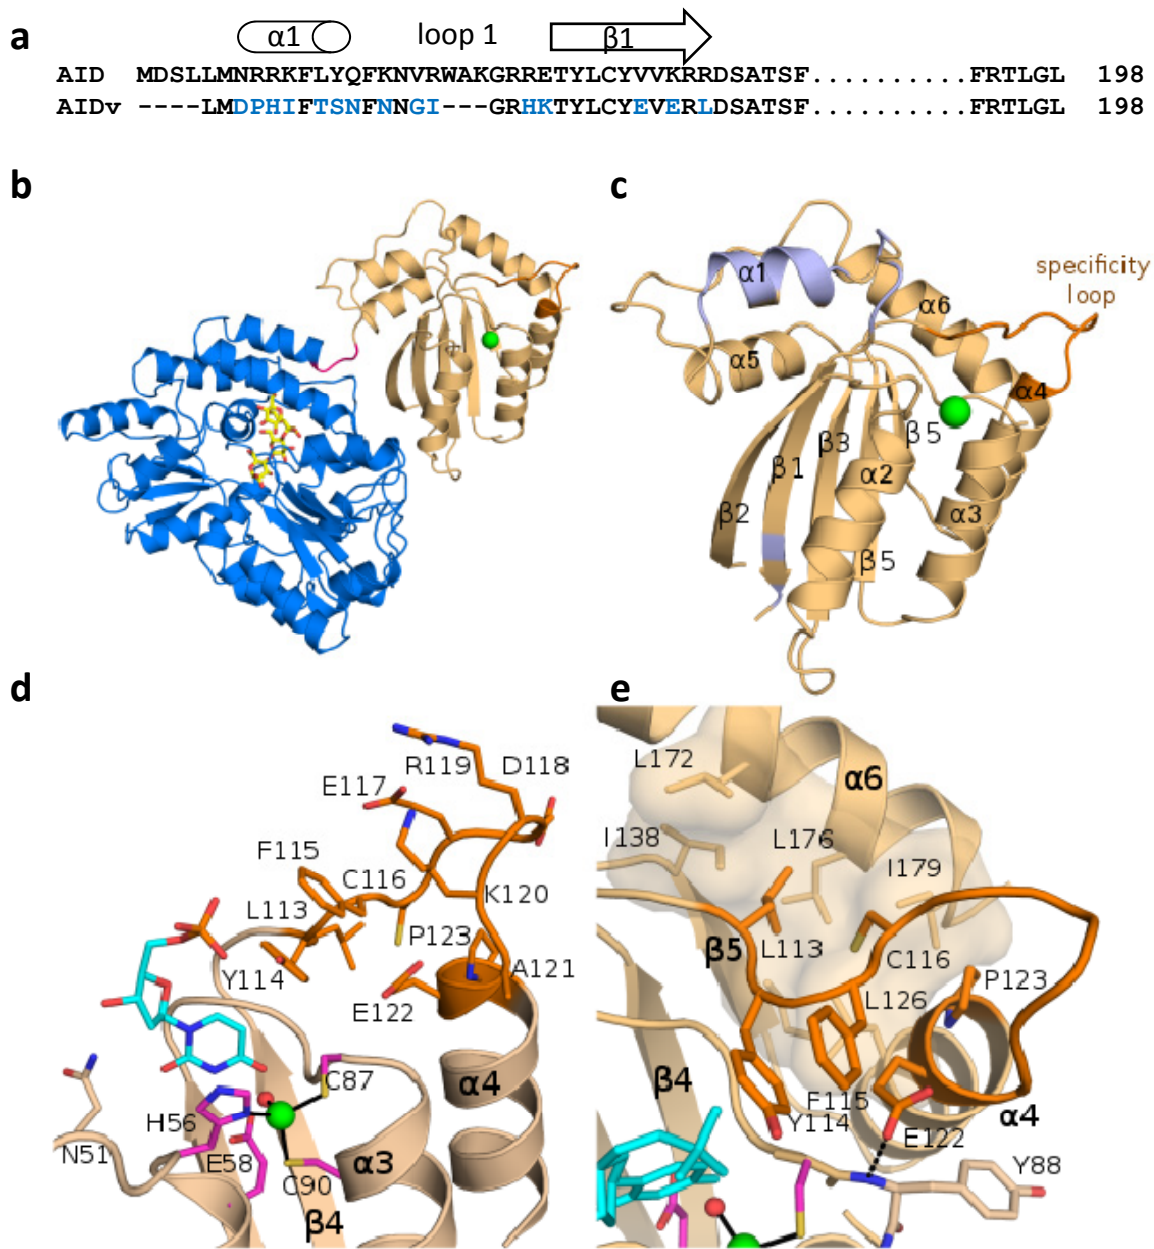 a
α1 loop 1 β1
AID MDSLLMNRRKFLYQFKNVRWAKGRRETYLCYVVKRRDSATSF..........FRTLGL 198
AIDv ----LMDPHIFTSNFNNGI---GRHKTYLCYEVERLDSATSF..........FRTLGL 198
b
c
specificity
loop
α1
α6
α5
α4
β3
β5
β1
α2
β2
α3
β5
d
R119
D118
E117
F115
C116
K120
L113
P123
A121
Y114
E122
C87
α4
H56
N51
E58
α3
C90
β4
e
L172
α6
I138
L176
I179
β5
L113
C116
P123
L126
β4
F115
α4
Y114
E122
Y88